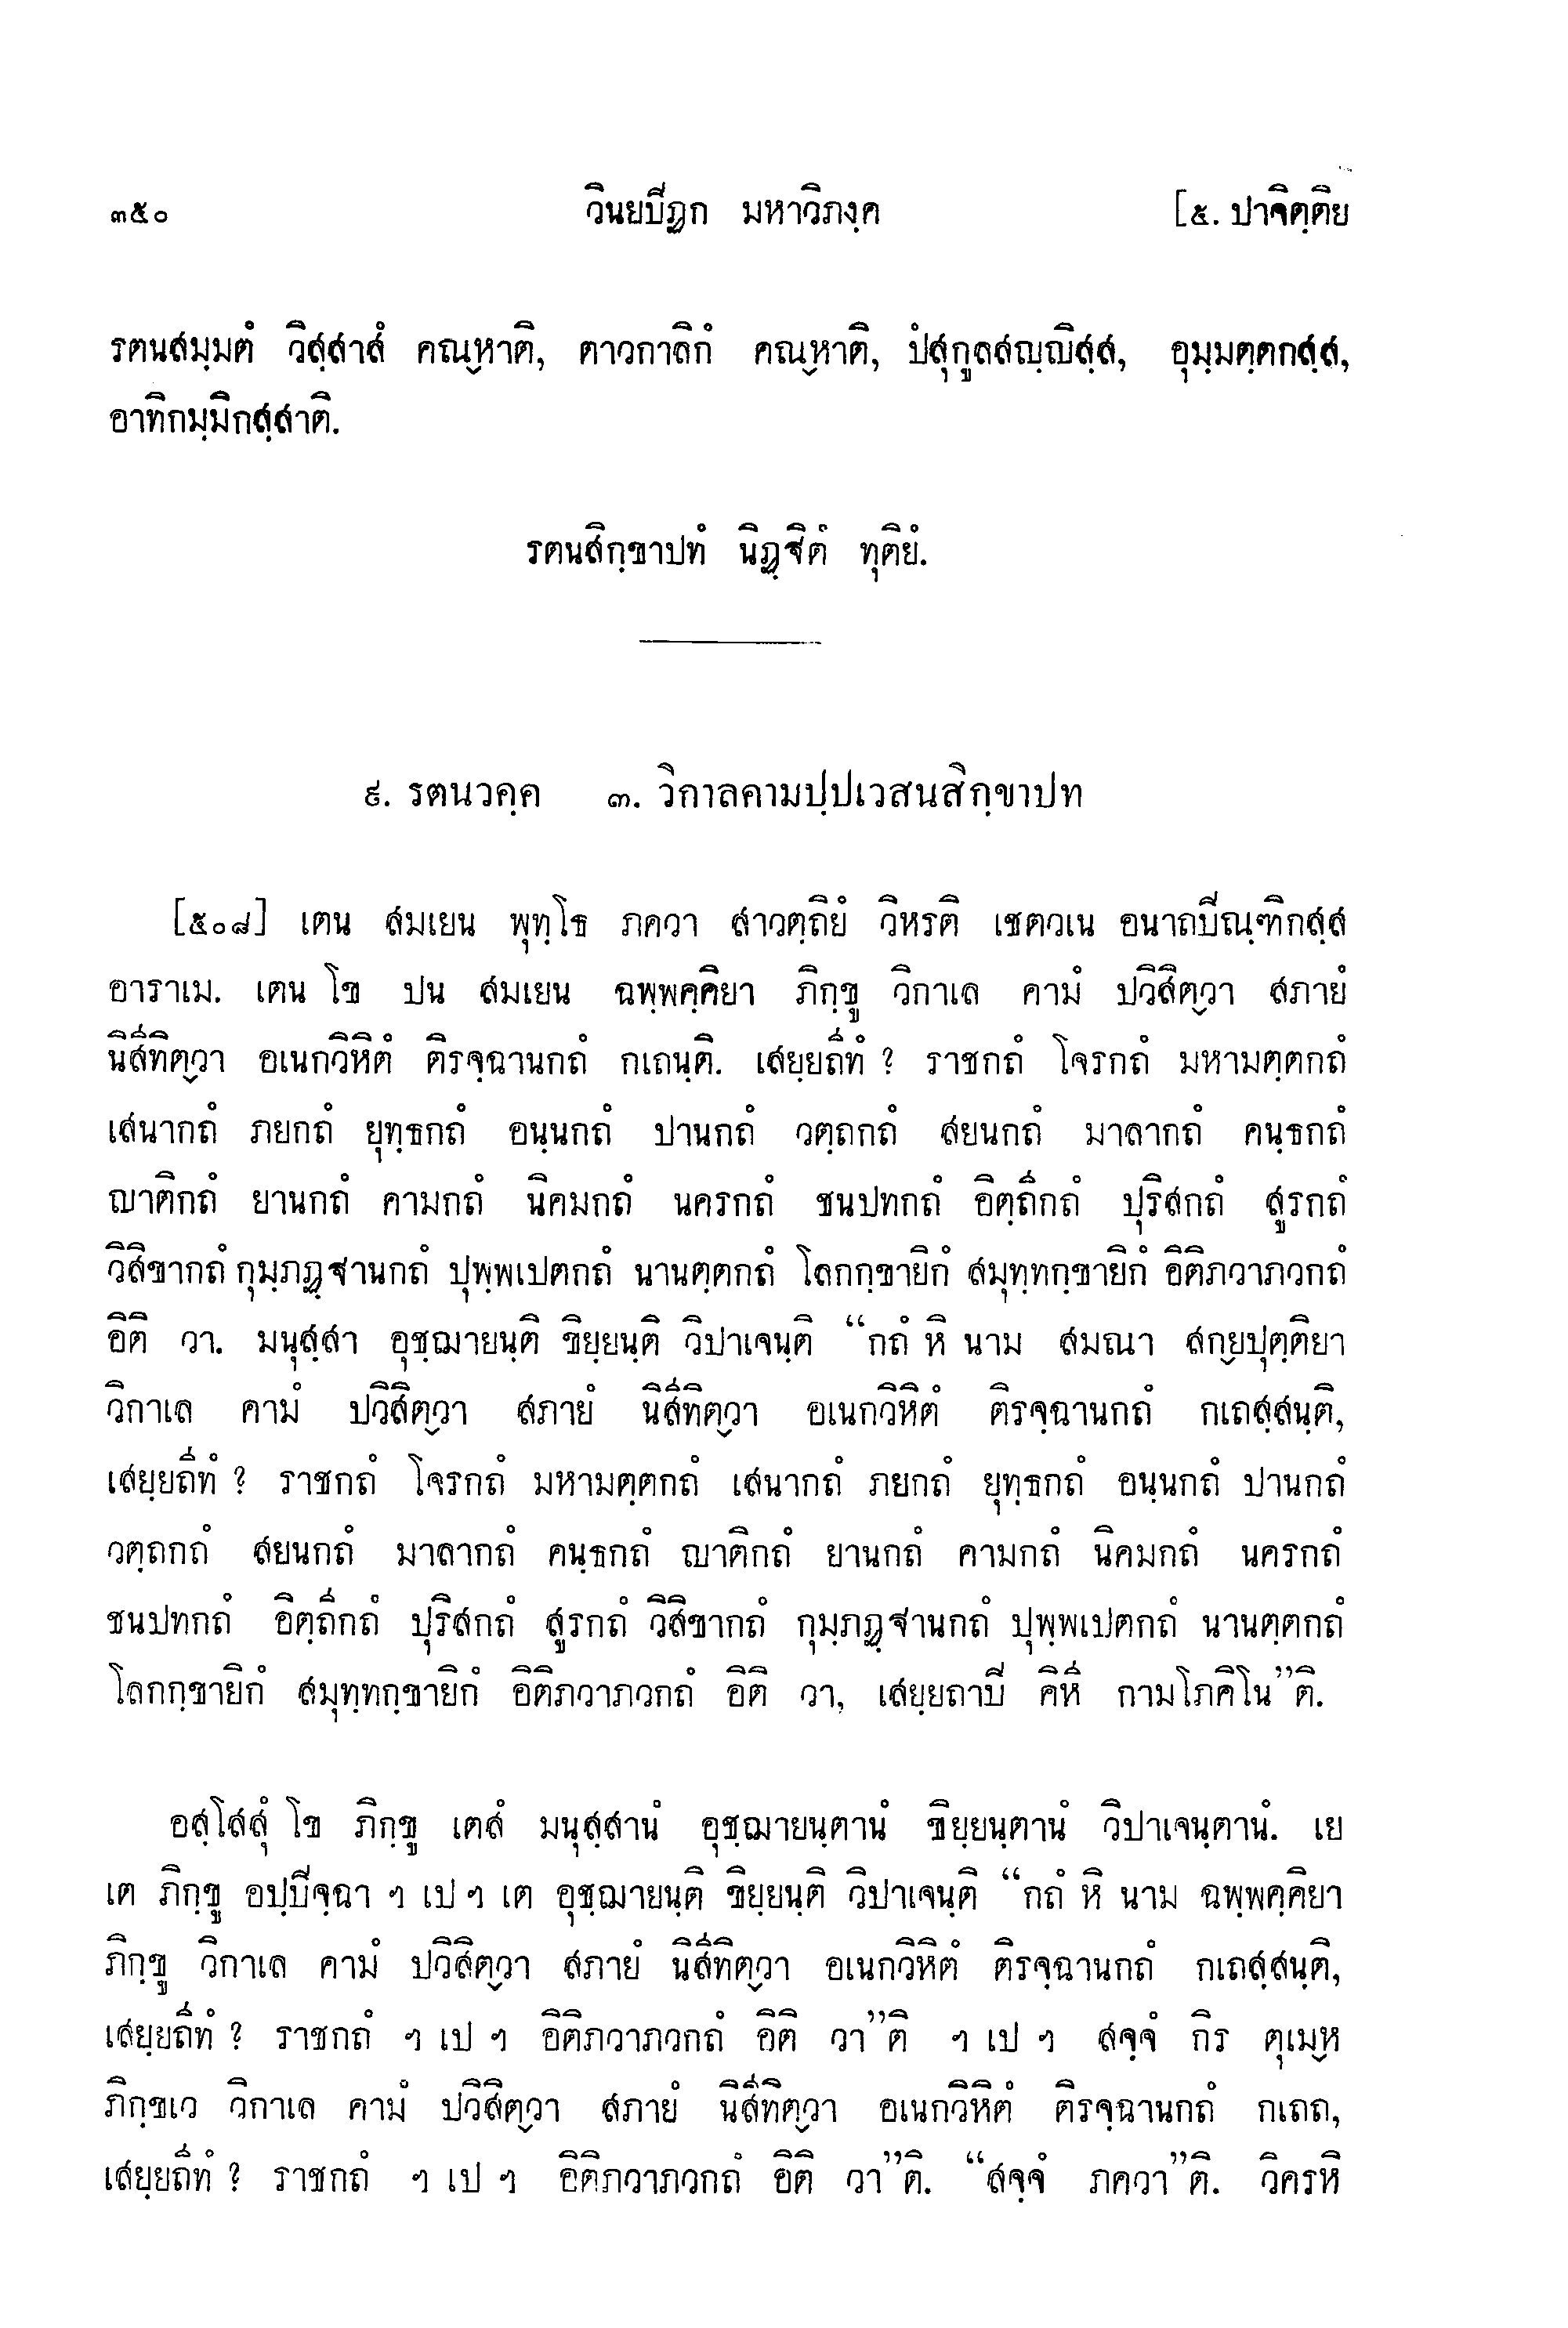 ๓๕๐ วินยปิฏก มหาวิภงฺค [๕. ปาจิตฺติย
รตนสมฺมตํ วิสฺสาสํ คณฺหาติ, ตาวกาลิกํ คณฺหาติ, ปํสุกูลสญฺญิสฺส, อุมฺมตฺตกสฺส,
อาทิกมฺมิกสฺสาติ.
รตนสิกฺขาปทํ นิฏฺฐิตํ ทุติยํ.
๙. รตนวคฺค ๓. วิกาลคามปฺปเวสนสิกฺขาปท
[๕๐๘] เตน สมเยน พุทฺโธ ภควา สาวตฺถิยํ วิหรติ เชตวเน อนาถปิณฺฑิกสฺส
อาราเม. เตน โข ปน สมเยน ฉพฺพคฺคิยา ภิกฺขู วิกาเล คามํ ปวิสิตฺวา สภายํ
นิสีทิตฺวา อเนกวิหิตํ ติรจฺฉานกถํ กเถนฺติ. เสยฺยถีทํ ? ราชกถํ โจรกถํ มหามตฺตกถํ
เสนากถํ ภยกถํ ยุทฺธกถํ อนฺนกถํ ปานกถํ วตฺถกถํ สยนกถํ มาลากถํ คนฺธกถํ
ญาติกถํ ยานกถํ คามกถํ นิคมกถํ นครกถํ ชนปทกถํ อิตฺถีกถํ ปุริสกถํ สูรกถํ
วิสิขากถํ กุมฺภฏฺฐานกถํ ปุพฺพเปตกถํ นานตฺตกถํ โลกกฺขายิกํ สมุทฺทกฺขายิกํ อิติภวาภวกถํ
อิติ วา. มนุสฺสา อุชฺฌายนฺติ ขิยฺยนฺติ วิปาเจนฺติ “กถํ หิ นาม สมณา สกฺยปุตฺติยา
วิกาเล คามํ ปวิสิตฺวา สภายํ นิสีทิตฺวา อเนกวิหิตํ ติรจฺฉานกถํ กเถสฺสนฺติ,
เสยฺยถีทํ ? ราชกถํ โจรกถํ มหามตฺตกถํ เสนากถํ ภยกถํ ยุทฺธกถํ อนฺนกถํ ปานกถํ
วตฺถกถํ สยนกถํ มาลากถํ คนฺธกถํ ญาติกถํ ยานกถํ คามกถํ นิคมกถํ นครกถํ
ชนปทกถํ อิตฺถีกถํ ปุริสกถํ สูรกถํ วิสิขากถํ กุมฺภฏฺฐานกถํ ปุพฺพเปตกถํ นานตฺตกถํ
โลกกฺขายิกํ สมุทฺทกฺขายิกํ อิติภวาภวกถํ อิติ วา, เสยฺยถาปิ คิหี กามโภคิโน”ติ.
อสฺโสสุํ โข ภิกฺขู เตสํ มนุสฺสานํ อุชฺฌายนฺตานํ ขิยฺยนฺตานํ วิปาเจนฺตานํ. เย
เต ภิกฺขู อปฺปิจฺฉา ฯ เป ฯ เต อุชฺฌายนฺติ ขิยฺยนฺติ วิปาเจนฺติ “กถํ หิ นาม ฉพฺพคฺคิยา
ภิกฺขู วิกาเล คามํ ปวิสิตฺวา สภายํ นิสีทิตฺวา อเนกวิหิตํ ติรจฺฉานกถํ กเถสฺสนฺติ,
เสยฺยถีทํ ? ราชกถํ ฯ เป ฯ อิติภวาภวกถํ อิติ วา”ติ ฯ เป ฯ สจฺจํ กิร ตุเมฺห
ภิกฺขเว วิกาเล คามํ ปวิสิตฺวา สภายํ นิสีทิตฺวา อเนกวิหิตํ ติรจฺฉานกถํ กเถถ,
เสยฺยถีทํ ? ราชกถํ ฯ เป ฯ อิติภวาภวกถํ อิติ วา”ติ. “สจฺจํ ภควา”ติ. วิครหิ